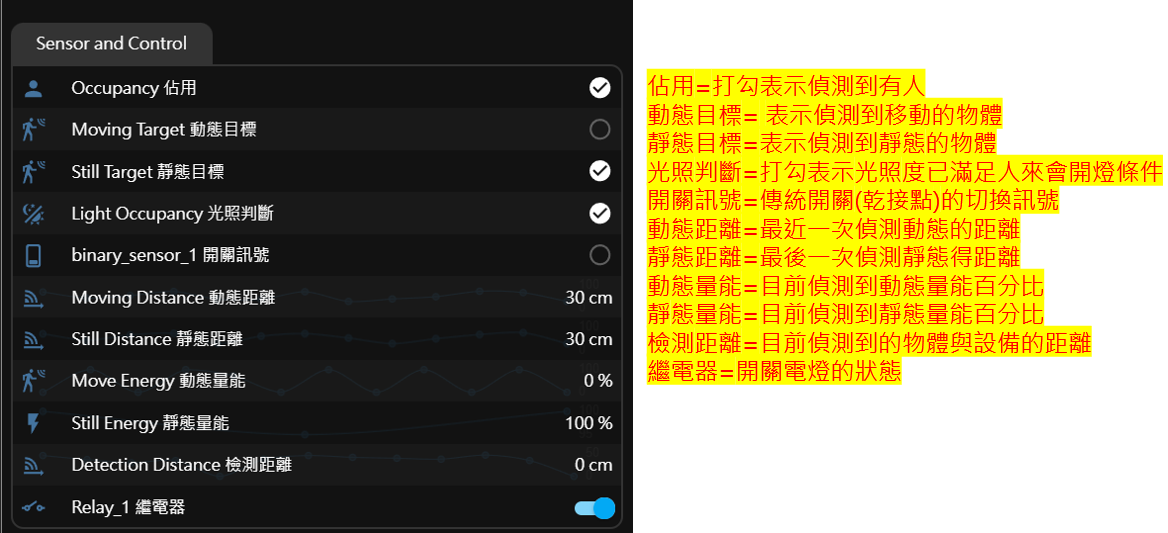 Sensor and Control
Occupancy 佔用
Moving Target 動態目標
Still Target 靜態目標
Light Occupancy 光照判斷
binary_sensor_1 開關訊號
Moving Distance 動態距離 30 cm
Still Distance 靜態距離 30 cm
Move Energy 動態量能 0 %
Still Energy 靜態量能 100 %
Detection Distance 檢測距離 0 cm
Relay_1 繼電器
佔用=打勾表示偵測到有人
動態目標= 表示偵測到移動的物體
靜態目標=表示偵測到靜態的物體
光照判斷=打勾表示光照度已滿足人來會開燈條件
開關訊號=傳統開關(乾接點)的切換訊號
動態距離=最近一次偵測動態的距離
靜態距離=最後一次偵測靜態得距離
動態量能=目前偵測到動態量能百分比
靜態量能=目前偵測到靜態量能百分比
檢測距離=目前偵測到的物體與設備的距離
繼電器=開關電燈的狀態